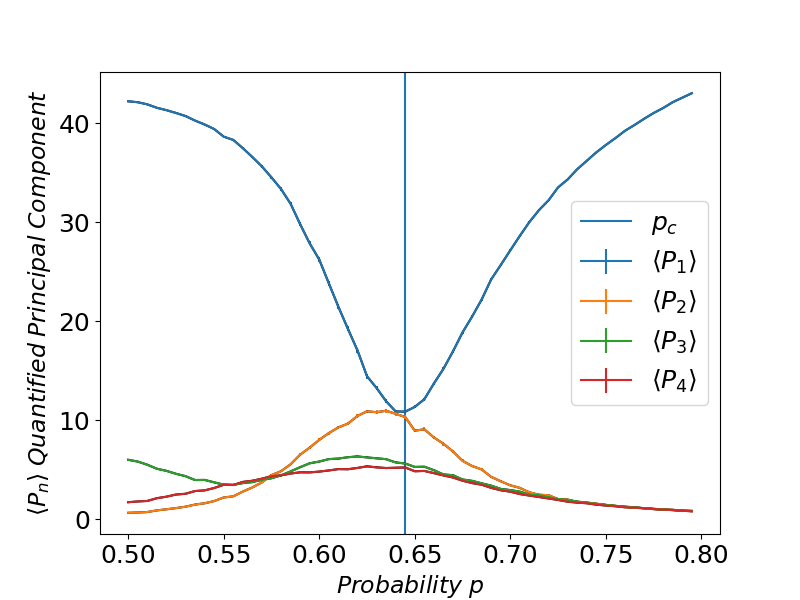 ⟨Pₙ⟩ Quantified Principal Component
40
30
20
10
0
p_c
⟨P₁⟩
⟨P₂⟩
⟨P₃⟩
⟨P₄⟩
0.50 0.55 0.60 0.65 0.70 0.75 0.80
Probability p